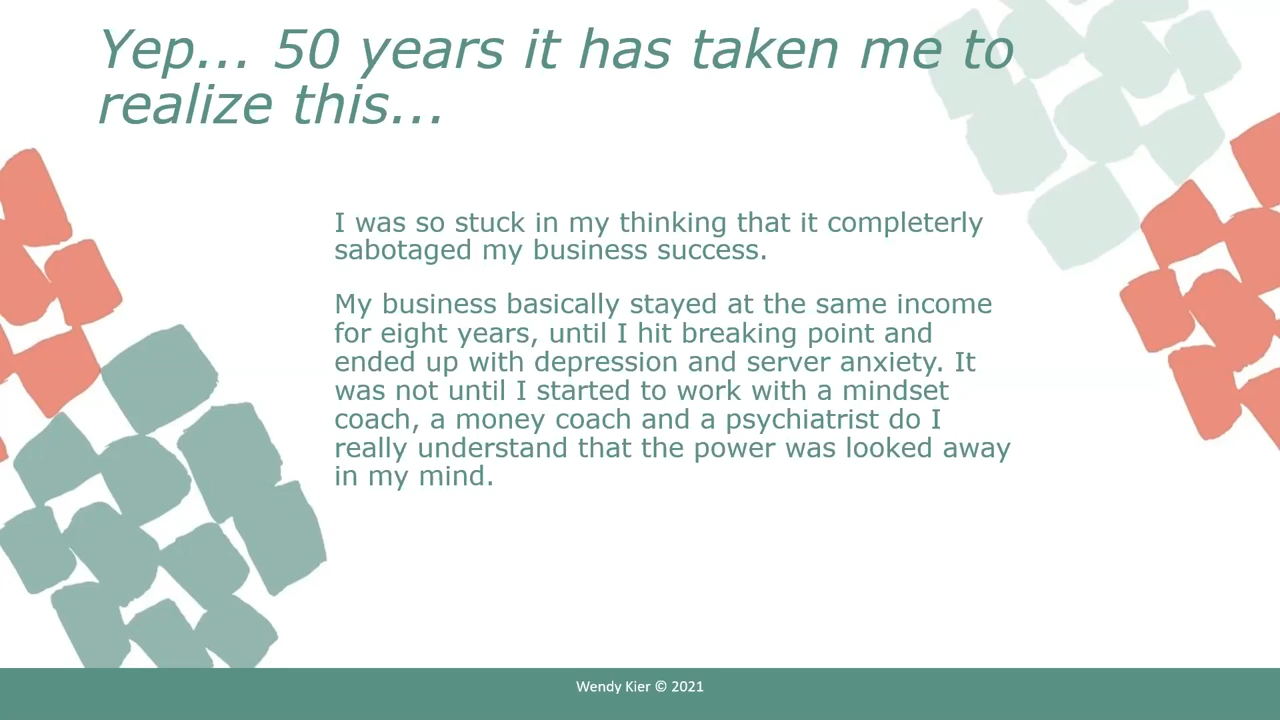 Yep... 50 years it has taken me to
realize this...
I was so stuck in my thinking that it completerly
sabotaged my business success.
My business basically stayed at the same income
for eight years, until I hit breaking point and
ended up with depression and server anxiety. It
was not until I started to work with a mindset
coach, a money coach and a psychiatrist do I
really understand that the power was looked away
in my mind.
Wendy Kier © 2021